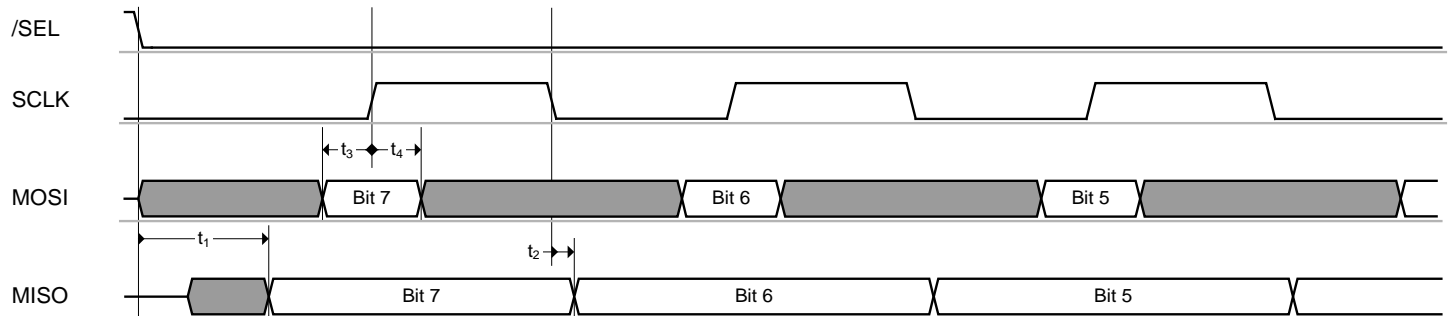 /SEL
SCLK
t3 t4
MOSI Bit 7 Bit 6 Bit 5
t1 t2
MISO Bit 7 Bit 6 Bit 5